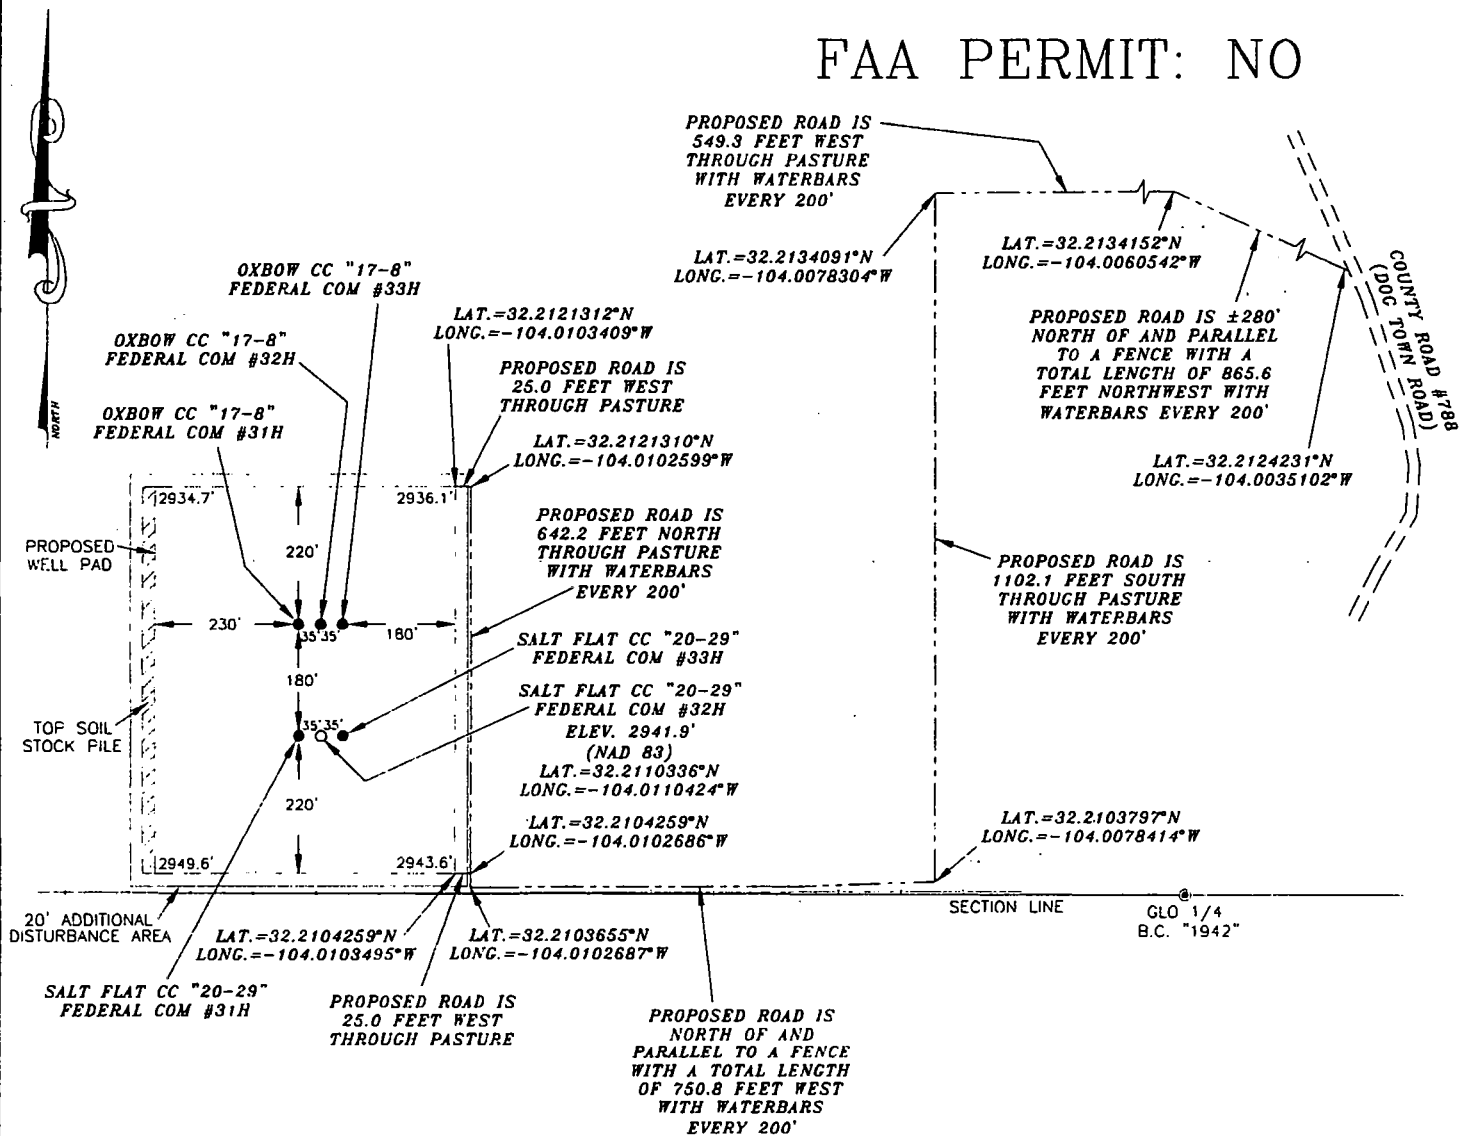 FAA PERMIT: NO
PROPOSED ROAD IS
549.3 FEET WEST
THROUGH PASTURE
WITH WATERBARS
EVERY 200'
LAT.=32.2134091°N
LONG.=-104.0078304°W
LAT.=32.2134152°N
LONG.=-104.0060542°W
COUNTY ROAD #788
(DOG TOWN ROAD)
PROPOSED ROAD IS ±280'
NORTH OF AND PARALLEL
TO A FENCE WITH A
TOTAL LENGTH OF 865.6
FEET NORTHWEST WITH
WATERBARS EVERY 200'
LAT.=32.2124231°N
LONG.=-104.0035102°W
NORTH
OXBOW CC "17-8"
FEDERAL COM #33H
OXBOW CC "17-8"
FEDERAL COM #32H
OXBOW CC "17-8"
FEDERAL COM #31H
LAT.=32.2121312°N
LONG.=-104.0103409°W
PROPOSED ROAD IS
25.0 FEET WEST
THROUGH PASTURE
LAT.=32.2121310°N
LONG.=-104.0102599°W
2934.7'
2936.1'
PROPOSED
WELL PAD
220'
PROPOSED ROAD IS
642.2 FEET NORTH
THROUGH PASTURE
WITH WATERBARS
EVERY 200'
PROPOSED ROAD IS
1102.1 FEET SOUTH
THROUGH PASTURE
WITH WATERBARS
EVERY 200'
230'
35'35'
180'
180'
SALT FLAT CC "20-29"
FEDERAL COM #33H
TOP SOIL
STOCK PILE
35'35'
SALT FLAT CC "20-29"
FEDERAL COM #32H
ELEV. 2941.9'
(NAD 83)
LAT.=32.2110336°N
LONG.=-104.0110424°W
220'
LAT.=32.2104259°N
LONG.=-104.0102686°W
LAT.=32.2103797°N
LONG.=-104.0078414°W
2949.6'
2943.6'
SECTION LINE
GLO 1/4
B.C. "1942"
20' ADDITIONAL
DISTURBANCE AREA
LAT.=32.2104259°N
LONG.=-104.0103495°W
LAT.=32.2103655°N
LONG.=-104.0102687°W
SALT FLAT CC "20-29"
FEDERAL COM #31H
PROPOSED ROAD IS
25.0 FEET WEST
THROUGH PASTURE
PROPOSED ROAD IS
NORTH OF AND
PARALLEL TO A FENCE
WITH A TOTAL LENGTH
OF 750.8 FEET WEST
WITH WATERBARS
EVERY 200'